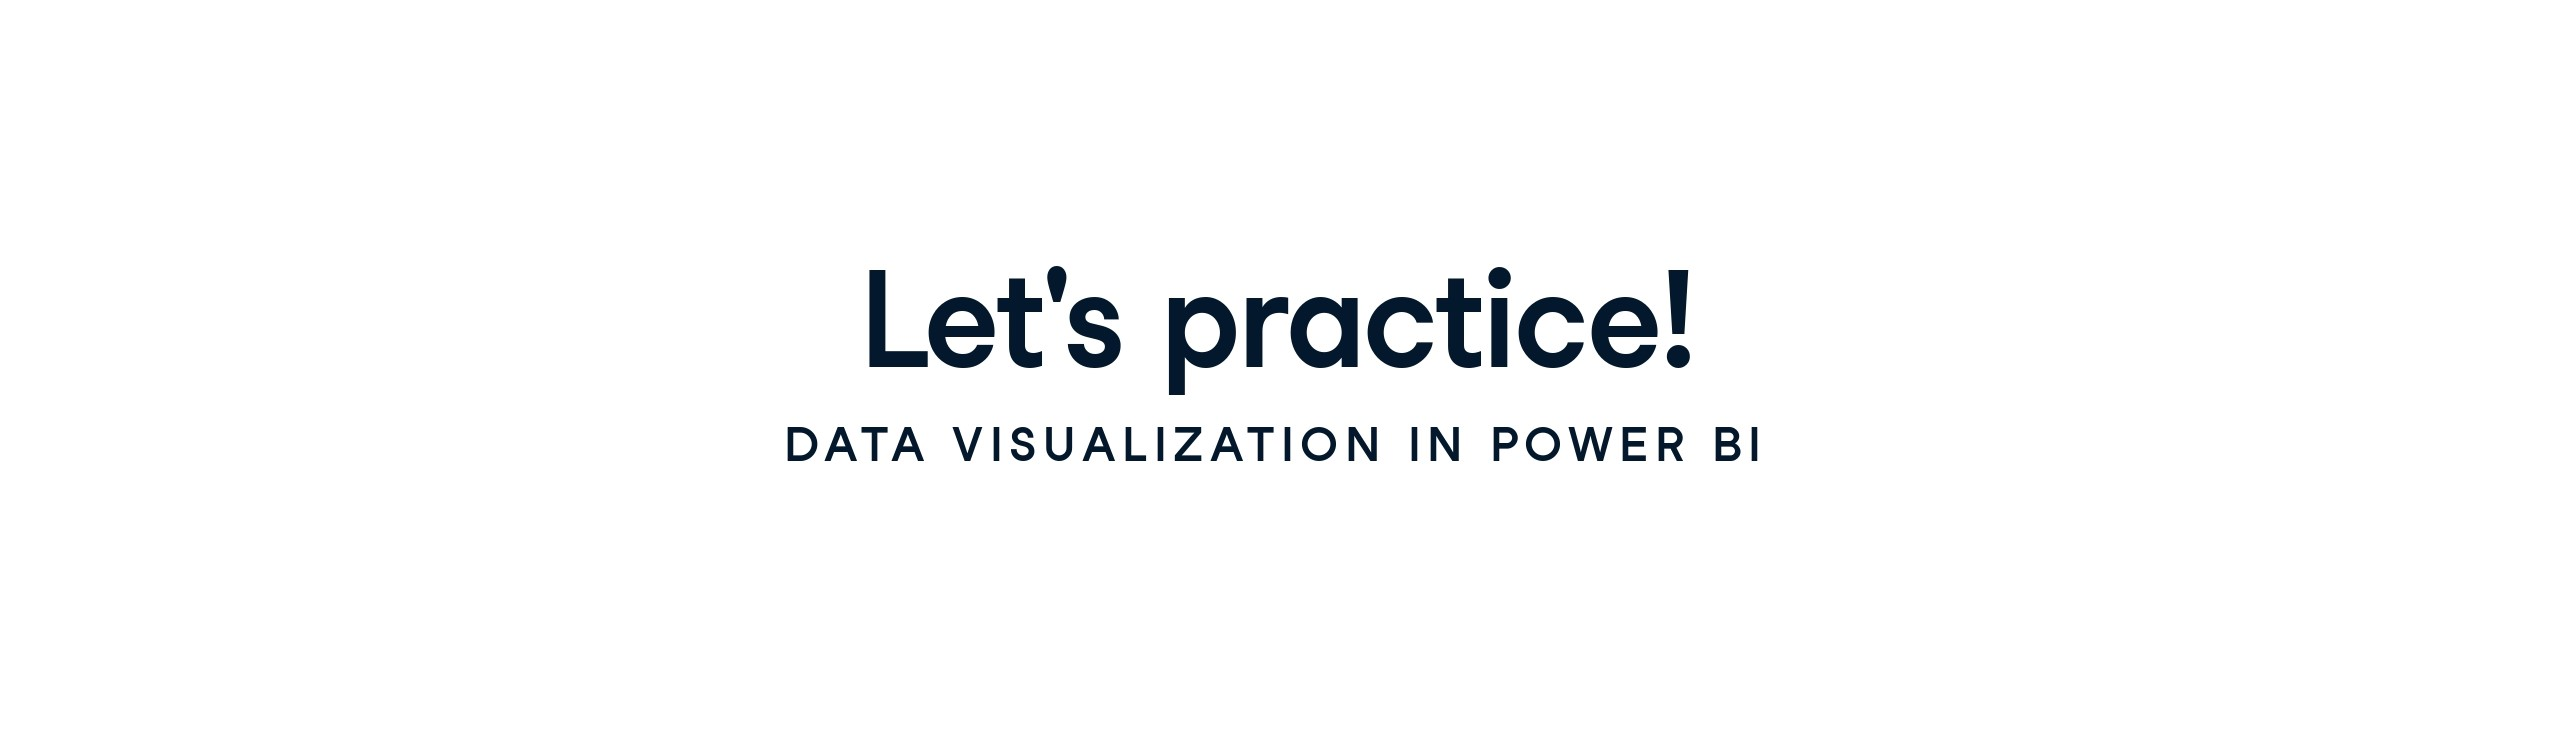 Let's practice!
DATA VISUALIZATION IN POWER BI